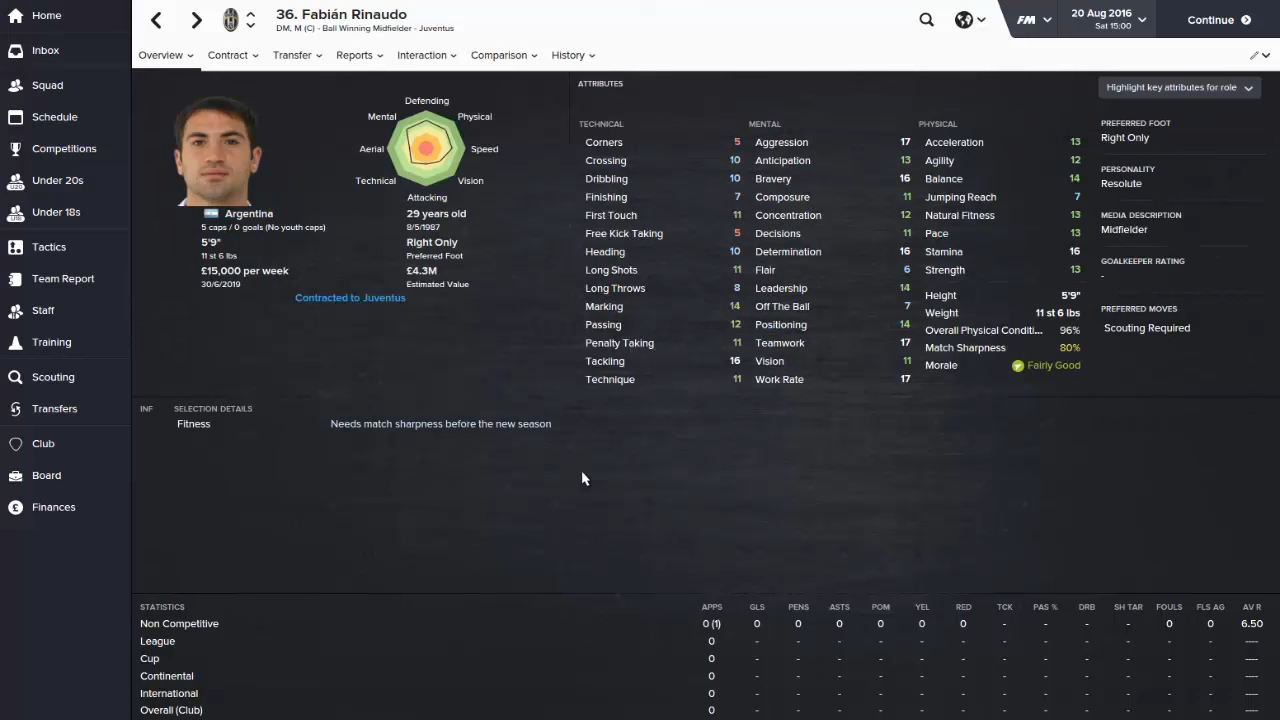 Home
Inbox
Squad
Schedule
Competitions
Under 20s
Under 18s
Tactics
Team Report
Staff
Training
Scouting
Transfers
Club
Board
Finances
36. Fabián Rinaudo
DM, M (C) - Ball Winning Midfielder - Juventus
FM
20 Aug 2016
Sat 15:00
Continue
Overview Contract Transfer Reports Interaction Comparison History
Defending
Mental Physical
Aerial Speed
Technical Vision
Attacking
Argentina
5 caps / 0 goals (No youth caps)
5'9"
11 st 6 lbs
£15,000 per week
30/6/2019
29 years old
8/5/1987
Right Only
Preferred Foot
£4.3M
Estimated Value
Contracted to Juventus
ATTRIBUTES
Highlight key attributes for role
TECHNICAL MENTAL PHYSICAL
Corners 5 Aggression 17 Acceleration 13
Crossing 10 Anticipation 13 Agility 12
Dribbling 10 Bravery 16 Balance 14
Finishing 7 Composure 11 Jumping Reach 7
First Touch 11 Concentration 12 Natural Fitness 13
Free Kick Taking 5 Decisions 11 Pace 13
Heading 10 Determination 16 Stamina 16
Long Shots 11 Flair 6 Strength 13
Long Throws 8 Leadership 14 Height 5'9"
Marking 14 Off The Ball 7 Weight 11 st 6 lbs
Passing 12 Positioning 14 Overall Physical Conditi... 96%
Penalty Taking 11 Teamwork 17 Match Sharpness 80%
Tackling 16 Vision 11 Morale Fairly Good
Technique 11 Work Rate 17
PREFERRED FOOT
Right Only
PERSONALITY
Resolute
MEDIA DESCRIPTION
Midfielder
GOALKEEPER RATING
-
PREFERRED MOVES
Scouting Required
INF SELECTION DETAILS
Fitness Needs match sharpness before the new season
STATISTICS APPS GLS PENS ASTS POM YEL RED TCK PAS % DRB SH TAR FOULS FLS AG AV R
Non Competitive 0 (1) 0 0 0 0 0 0 - - - - 0 0 6.50
League 0 - - - - - - - - - - - - ----
Cup 0 - - - - - - - - - - - - ----
Continental 0 - - - - - - - - - - - - ----
International 0 - - - - - - - - - - - - ----
Overall (Club) 0 - - - - - - - - - - - - ----